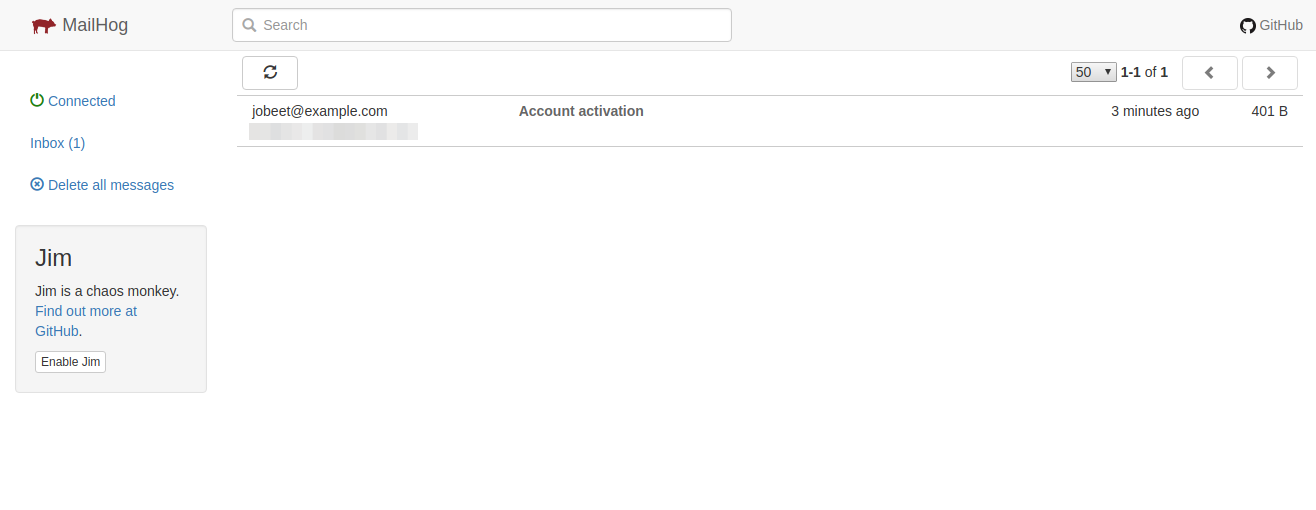 MailHog
Search
GitHub
50 1-1 of 1
Connected
Inbox (1)
Delete all messages
jobeet@example.com Account activation 3 minutes ago 401 B
Jim
Jim is a chaos monkey.
Find out more at
GitHub.
Enable Jim